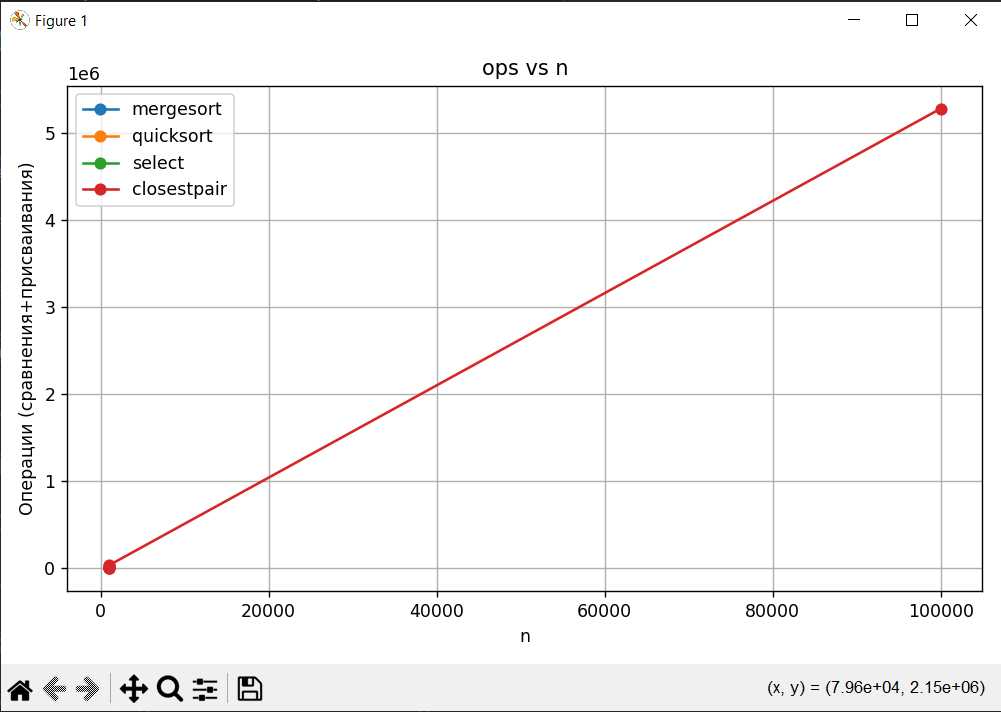 Figure 1
ops vs n
1e6
mergesort
quicksort
select
closestpair
Операции (сравнения+присваивания)
5
4
3
2
1
0
0 20000 40000 60000 80000 100000
n
(x, y) = (7.96e+04, 2.15e+06)